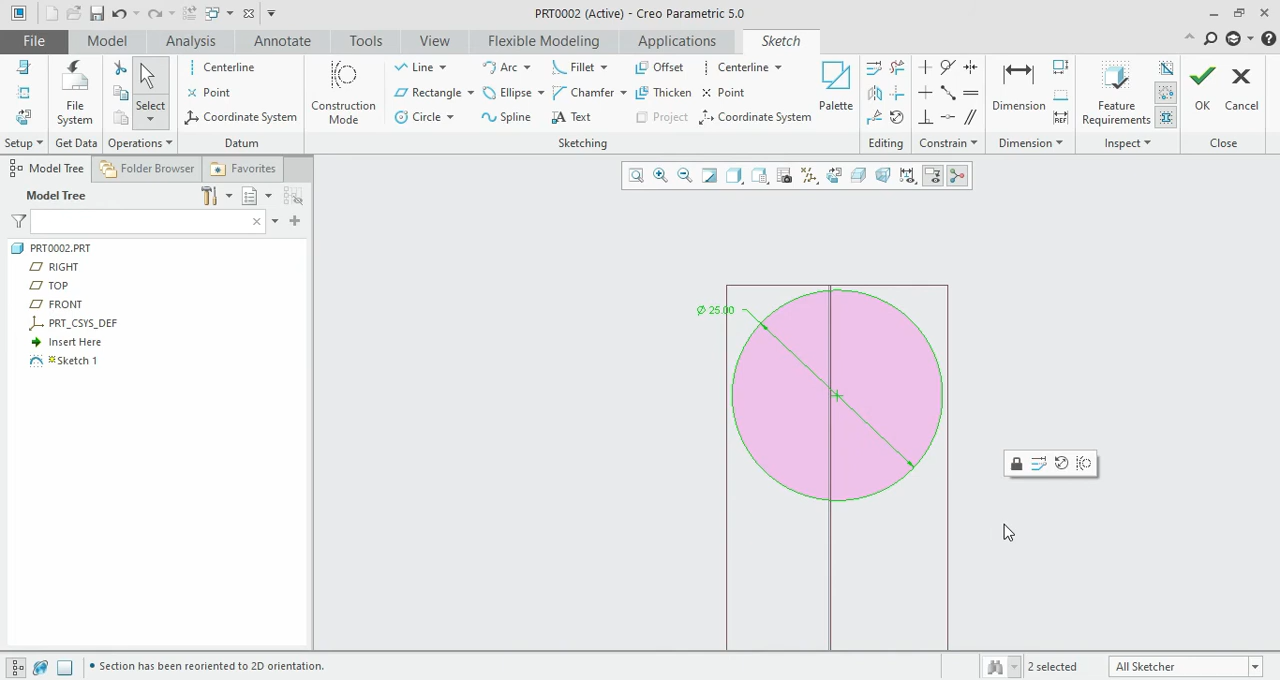 PRT0002 (Active) - Creo Parametric 5.0
File Model Analysis Annotate Tools View Flexible Modeling Applications Sketch
Centerline Line Arc Fillet Offset Centerline
Point Rectangle Ellipse Chamfer Thicken Point
File System Select Coordinate System Construction Mode Circle Spline Text Project Coordinate System Palette Dimension Feature Requirements OK Cancel
REF
Setup Get Data Operations Datum Sketching Editing Constrain Dimension Inspect Close
Model Tree Folder Browser Favorites
Model Tree
PRT0002.PRT
RIGHT
TOP
FRONT
PRT_CSYS_DEF
Insert Here
Sketch 1
Ø 25.00
Section has been reoriented to 2D orientation.
2 selected
All Sketcher